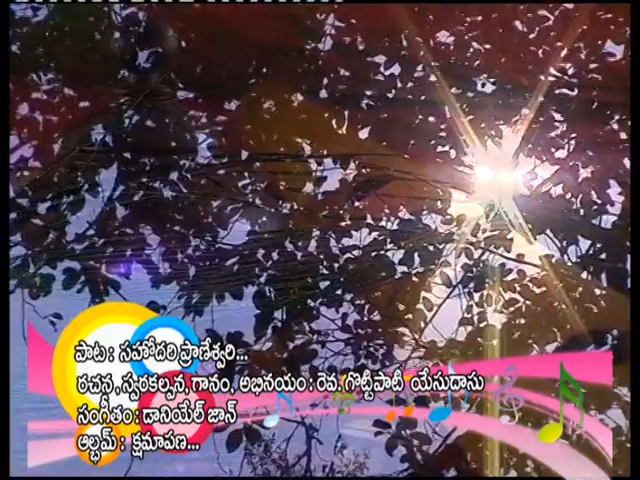 పాట: సహోదరి ప్రాణేశ్వరి...
రచన, స్వరకల్పన, గానం, అభినయం: రెవ. గొట్టిపాటి యేసుదాసు
సంగీతం: డానియేల్ జాన్
ఆల్బమ్: క్షమాపణ...